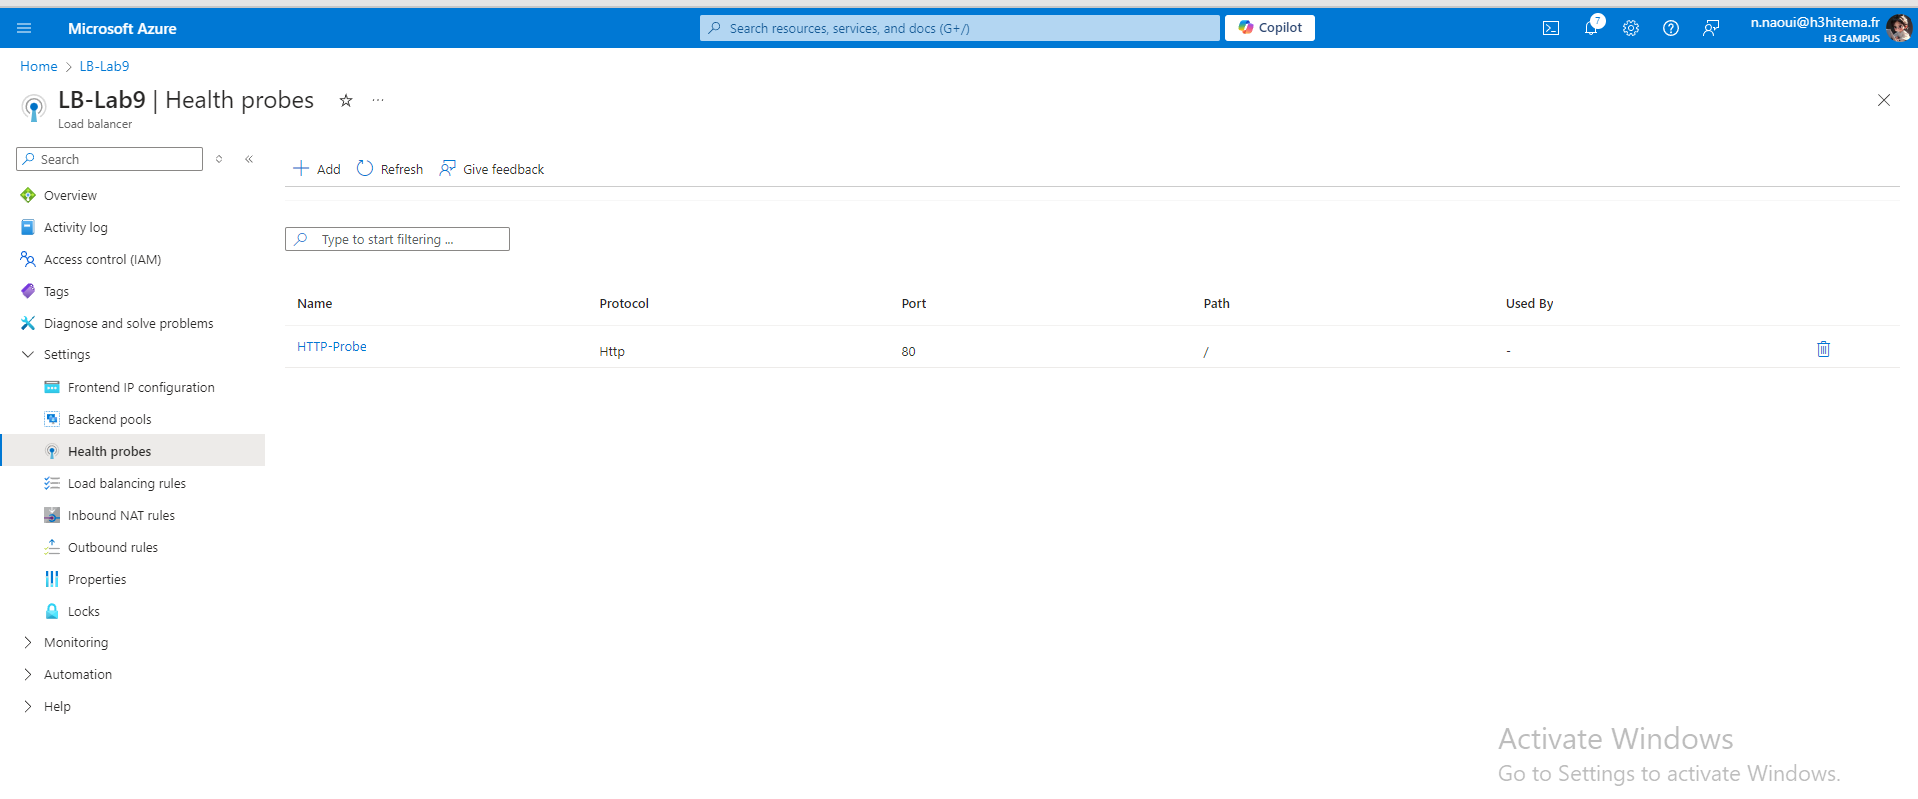 Microsoft Azure
Search resources, services, and docs (G+/)
Copilot
7
n.naoui@h3hitema.fr
H3 CAMPUS
Home > LB-Lab9
LB-Lab9 | Health probes
Load balancer
Search
Add
Refresh
Give feedback
Overview
Activity log
Access control (IAM)
Tags
Diagnose and solve problems
Settings
Frontend IP configuration
Backend pools
Health probes
Load balancing rules
Inbound NAT rules
Outbound rules
Properties
Locks
Monitoring
Automation
Help
Type to start filtering ...
Name Protocol Port Path Used By
HTTP-Probe Http 80 / -
Activate Windows
Go to Settings to activate Windows.